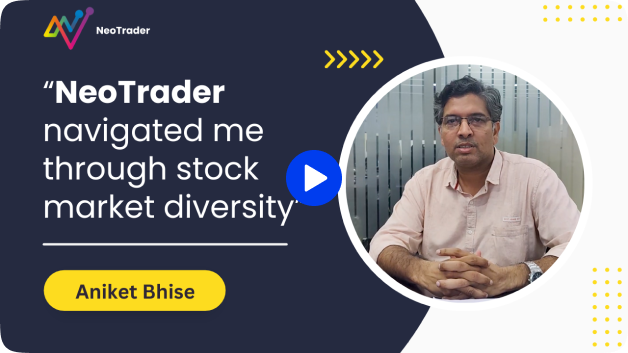 NeoTrader
“NeoTrader
navigated me
through stock
market diversity”
Aniket Bhise